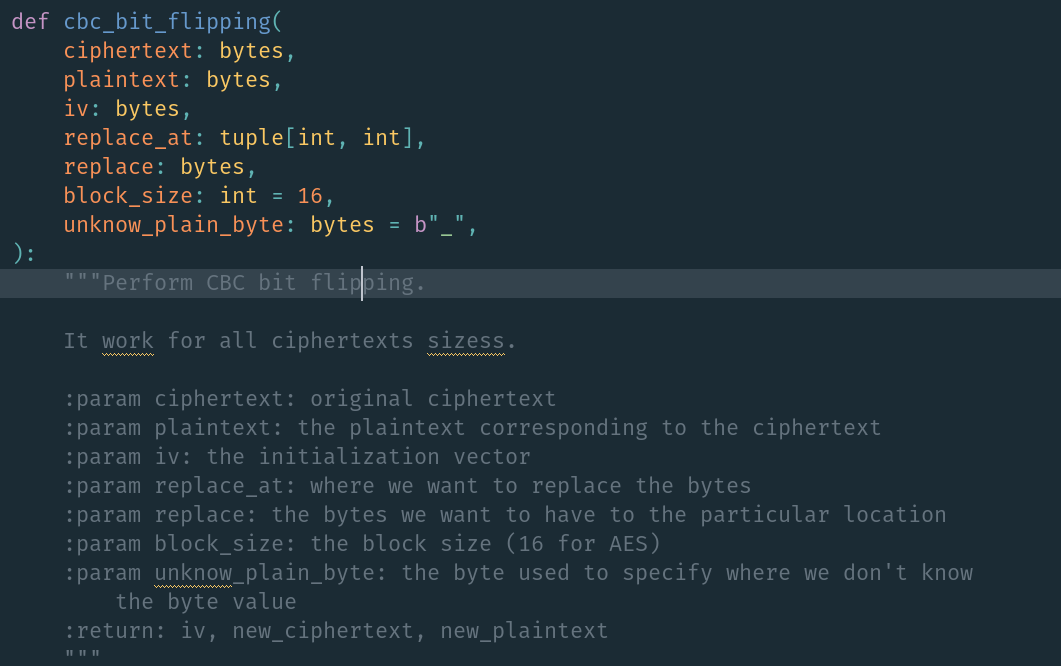 def cbc_bit_flipping(
    ciphertext: bytes,
    plaintext: bytes,
    iv: bytes,
    replace_at: tuple[int, int],
    replace: bytes,
    block_size: int = 16,
    unknow_plain_byte: bytes = b"_",
):
    """Perform CBC bit flipping.

    It work for all ciphertexts sizess.

    :param ciphertext: original ciphertext
    :param plaintext: the plaintext corresponding to the ciphertext
    :param iv: the initialization vector
    :param replace_at: where we want to replace the bytes
    :param replace: the bytes we want to have to the particular location
    :param block_size: the block size (16 for AES)
    :param unknow_plain_byte: the byte used to specify where we don't know
        the byte value
    :return: iv, new_ciphertext, new_plaintext
    """